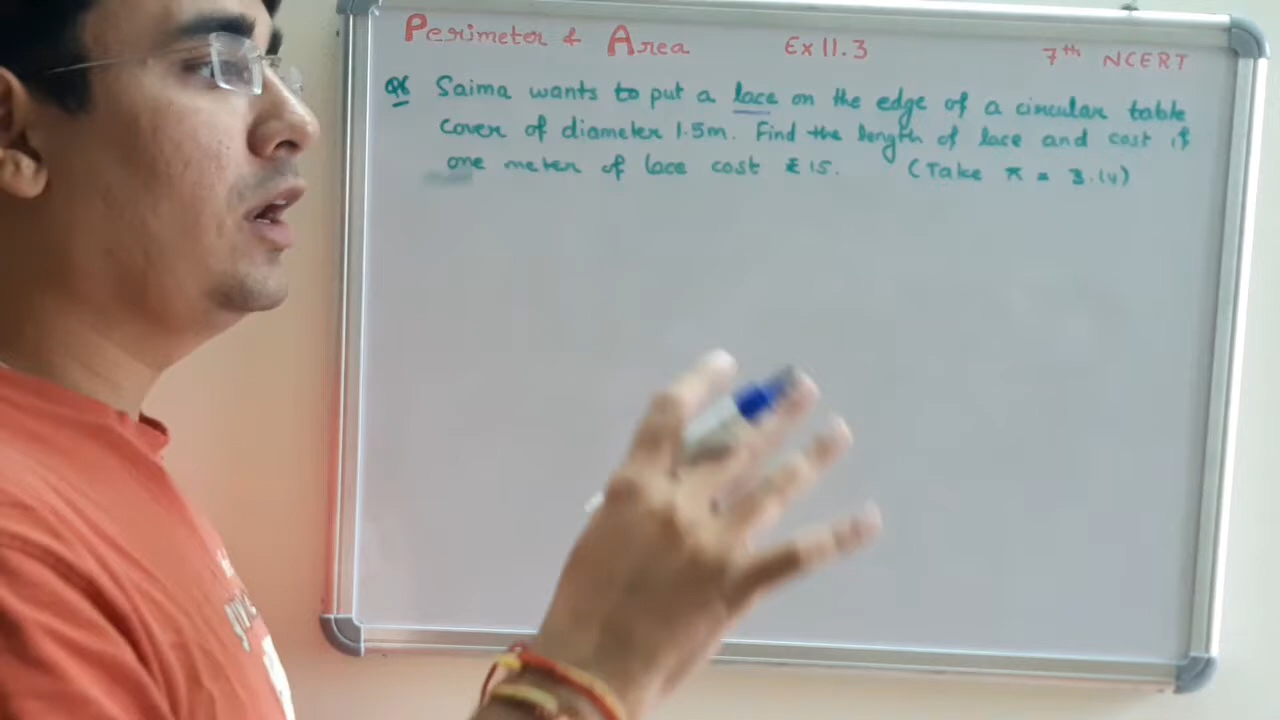 Perimeter & Area Ex 11.3 7th NCERT
Q6 Saima wants to put a lace on the edge of a circular table
cover of diameter 1.5m. Find the length of lace and cost if
one meter of lace cost ₹ 15. (Take π = 3.14)